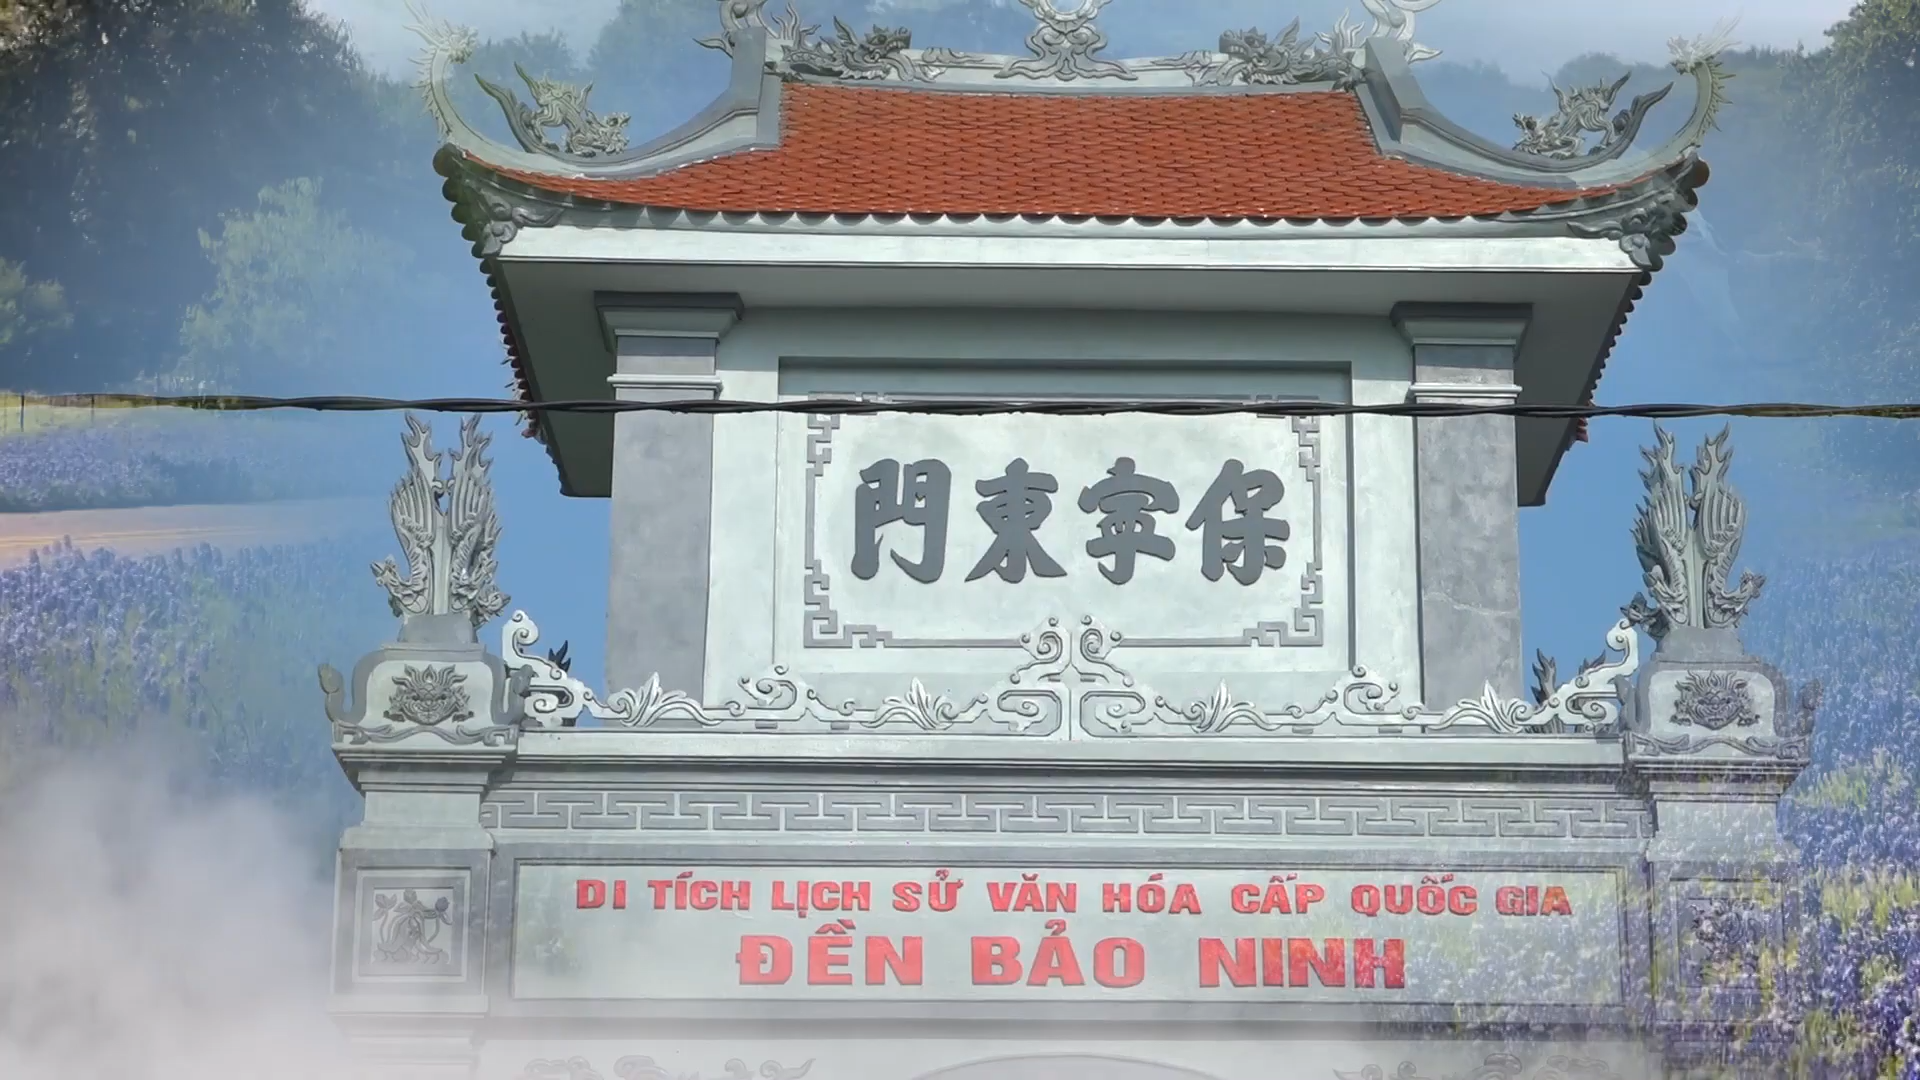 保寧東門
DI TÍCH LỊCH SỬ VĂN HÓA CẤP QUỐC GIA
ĐỀN BẢO NINH